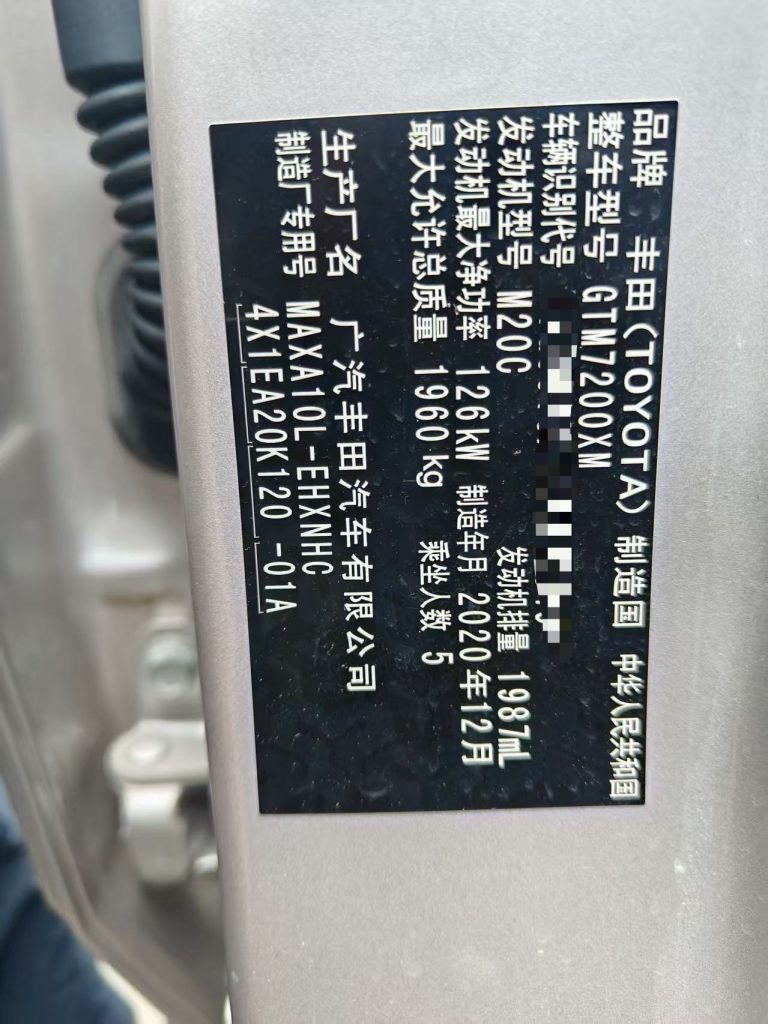 品牌 丰田(TOYOTA) 制造国 中华人民共和国
整车型号 GTM7200XM
车辆识别代号
发动机型号 M20C 发动机排量 1987mL
发动机最大净功率 126kW 制造年月 2020年12月
最大允许总质量 1960kg 乘坐人数 5
生产厂名 广汽丰田汽车有限公司
制造厂专用号 MAXA10L-EHXNHC
4X1EA20K120 -01A